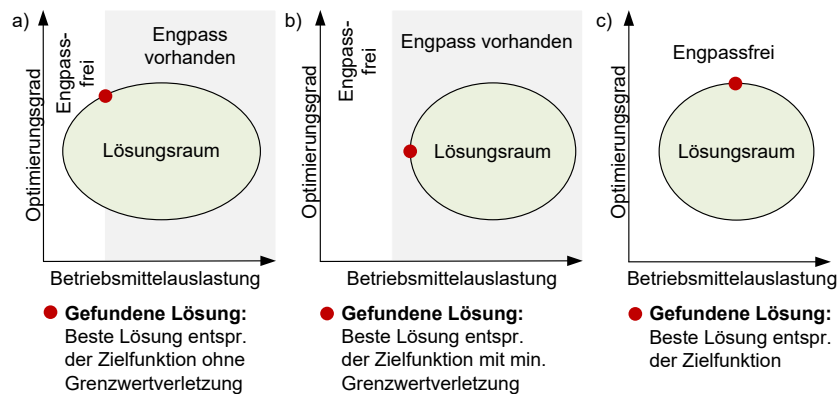 a)
Optimierungsgrad
Engpass-
frei
Engpass
vorhanden
Lösungsraum
Betriebsmittelauslastung
Gefundene Lösung:
Beste Lösung entspr.
der Zielfunktion ohne
Grenzwertverletzung
b)
Optimierungsgrad
Engpass-
frei
Engpass vorhanden
Lösungsraum
Betriebsmittelauslastung
Gefundene Lösung:
Beste Lösung entspr.
der Zielfunktion mit min.
Grenzwertverletzung
c)
Optimierungsgrad
Engpassfrei
Lösungsraum
Betriebsmittelauslastung
Gefundene Lösung:
Beste Lösung entspr.
der Zielfunktion